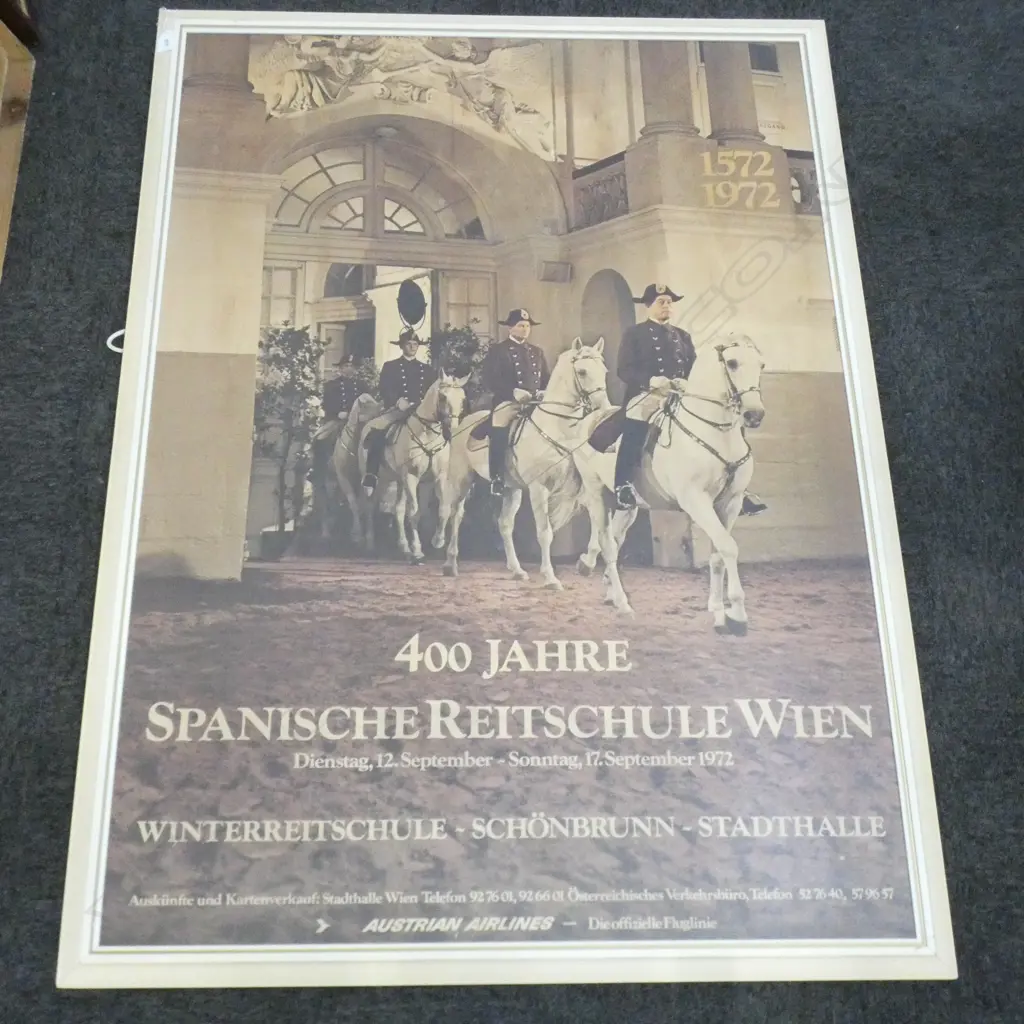 1572
1972
400 JAHRE
SPANISCHE REITSCHULE WIEN
Dienstag, 12. September - Sonntag, 17. September 1972
WINTERREITSCHULE - SCHÖNBRUNN - STADTHALLE
Auskünfte und Kartenverkauf: Stadthalle Wien Telefon 92 76 01, 92 66 01 Österreichisches Verkehrsbüro, Telefon 52 76 40, 57 96 57
AUSTRIAN AIRLINES — Die offizielle Fluglinie